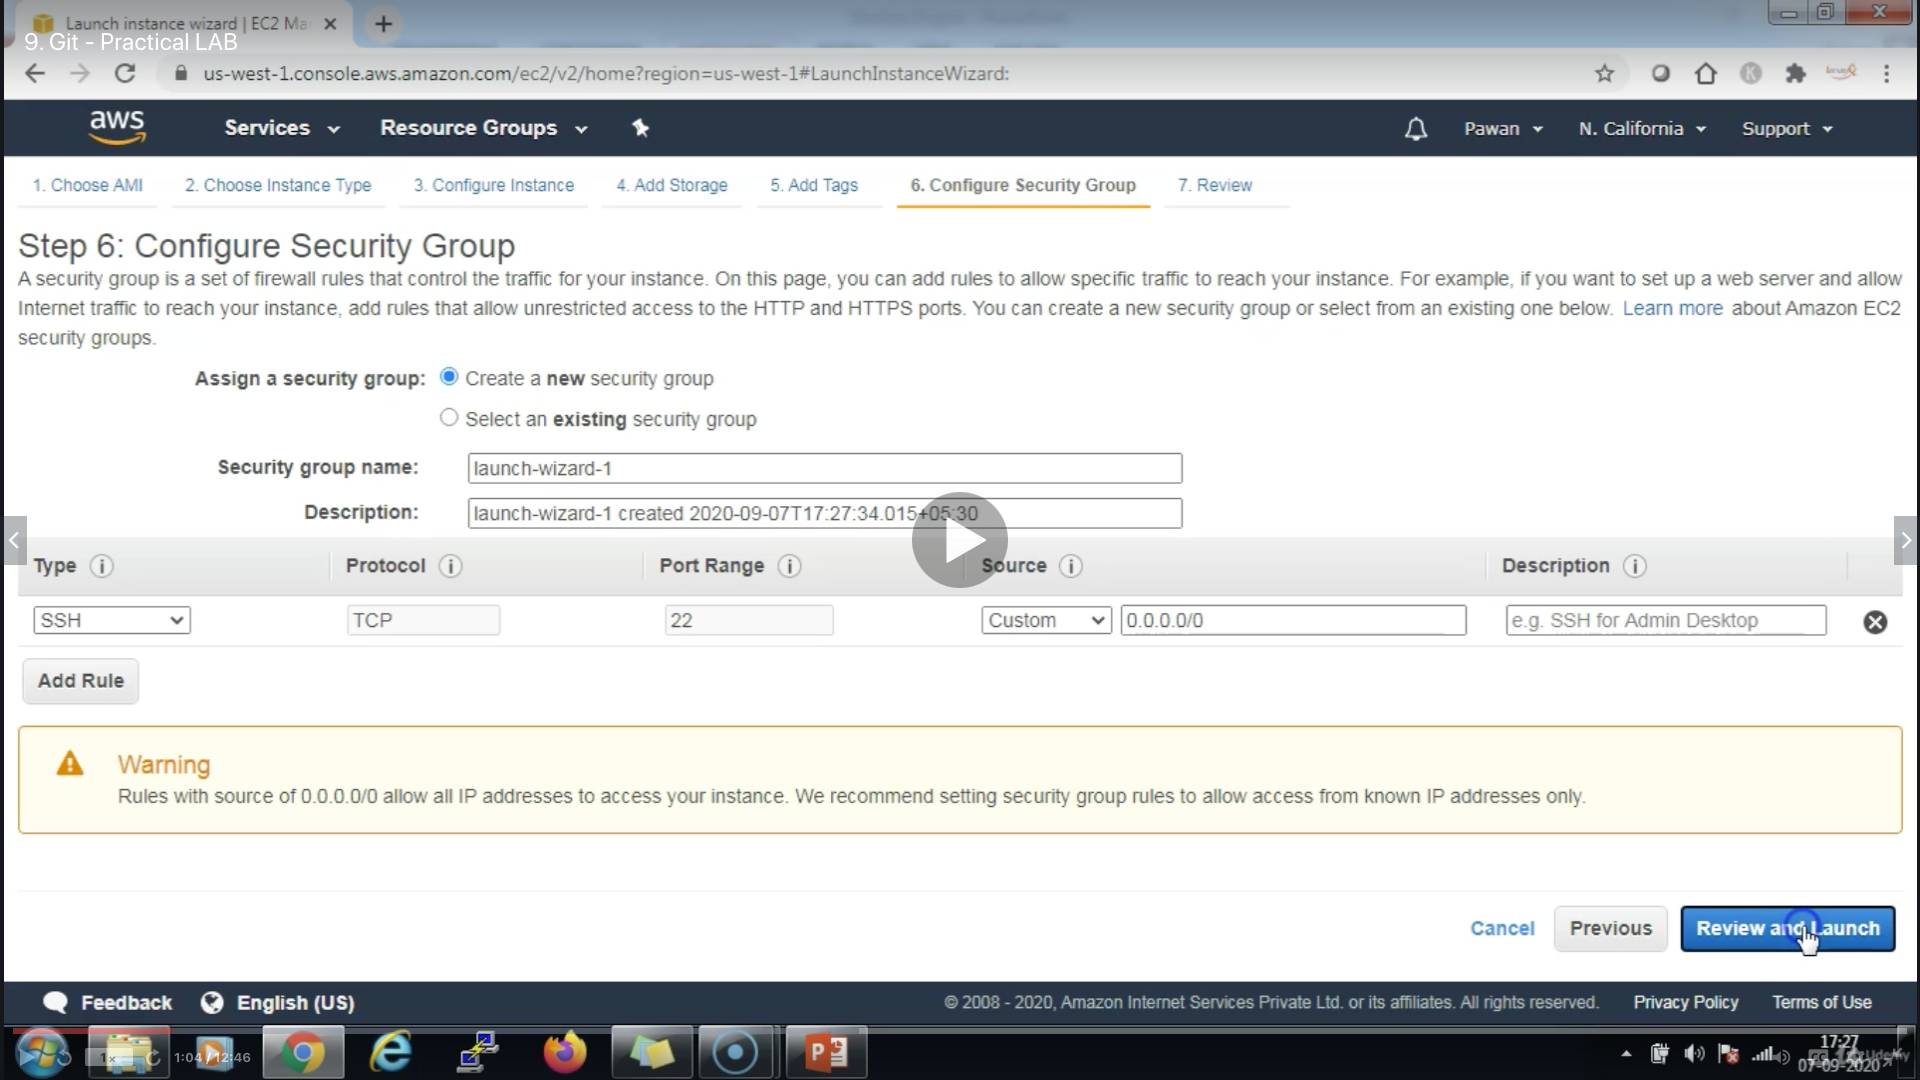 Launch instance wizard | EC2 Ma
9. Git - Practical LAB
us-west-1.console.aws.amazon.com/ec2/v2/home?region=us-west-1#LaunchInstanceWizard:
aws Services Resource Groups Pawan N. California Support
1. Choose AMI 2. Choose Instance Type 3. Configure Instance 4. Add Storage 5. Add Tags 6. Configure Security Group 7. Review
Step 6: Configure Security Group
A security group is a set of firewall rules that control the traffic for your instance. On this page, you can add rules to allow specific traffic to reach your instance. For example, if you want to set up a web server and allow
Internet traffic to reach your instance, add rules that allow unrestricted access to the HTTP and HTTPS ports. You can create a new security group or select from an existing one below. Learn more about Amazon EC2
security groups.
Assign a security group: Create a new security group
Select an existing security group
Security group name: launch-wizard-1
Description: launch-wizard-1 created 2020-09-07T17:27:34.015+05:30
Type Protocol Port Range Source Description
SSH TCP 22 Custom 0.0.0.0/0 e.g. SSH for Admin Desktop
Add Rule
Warning
Rules with source of 0.0.0.0/0 allow all IP addresses to access your instance. We recommend setting security group rules to allow access from known IP addresses only.
Cancel Previous Review and Launch
Feedback English (US) © 2008 - 2020, Amazon Internet Services Private Ltd. or its affiliates. All rights reserved. Privacy Policy Terms of Use
17:27
1x 1:04 / 12:46
07-09-2020